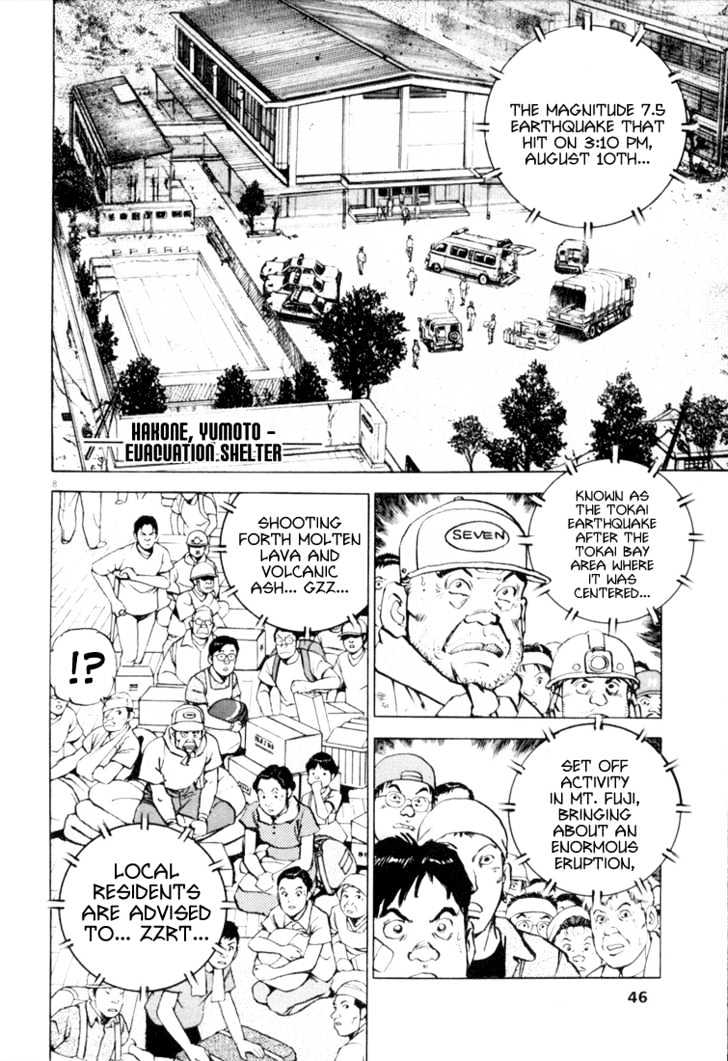 THE MAGNITUDE 7.5
EARTHQUAKE THAT
HIT ON 3:10 PM,
AUGUST 10TH...
HAKONE, YUMOTO -
EVACUATION SHELTER
KNOWN AS
THE TOKAI
EARTHQUAKE
AFTER THE
TOKAI BAY
AREA WHERE
IT WAS
CENTERED...
SEVEN
SET OFF
ACTIVITY
IN MT. FUJI,
BRINGING
ABOUT AN
ENORMOUS
ERUPTION,
8
SHOOTING
FORTH MOLTEN
LAVA AND
VOLCANIC
ASH... GZZ...
!?
LOCAL
RESIDENTS
ARE ADVISED
TO... ZZRT...
46